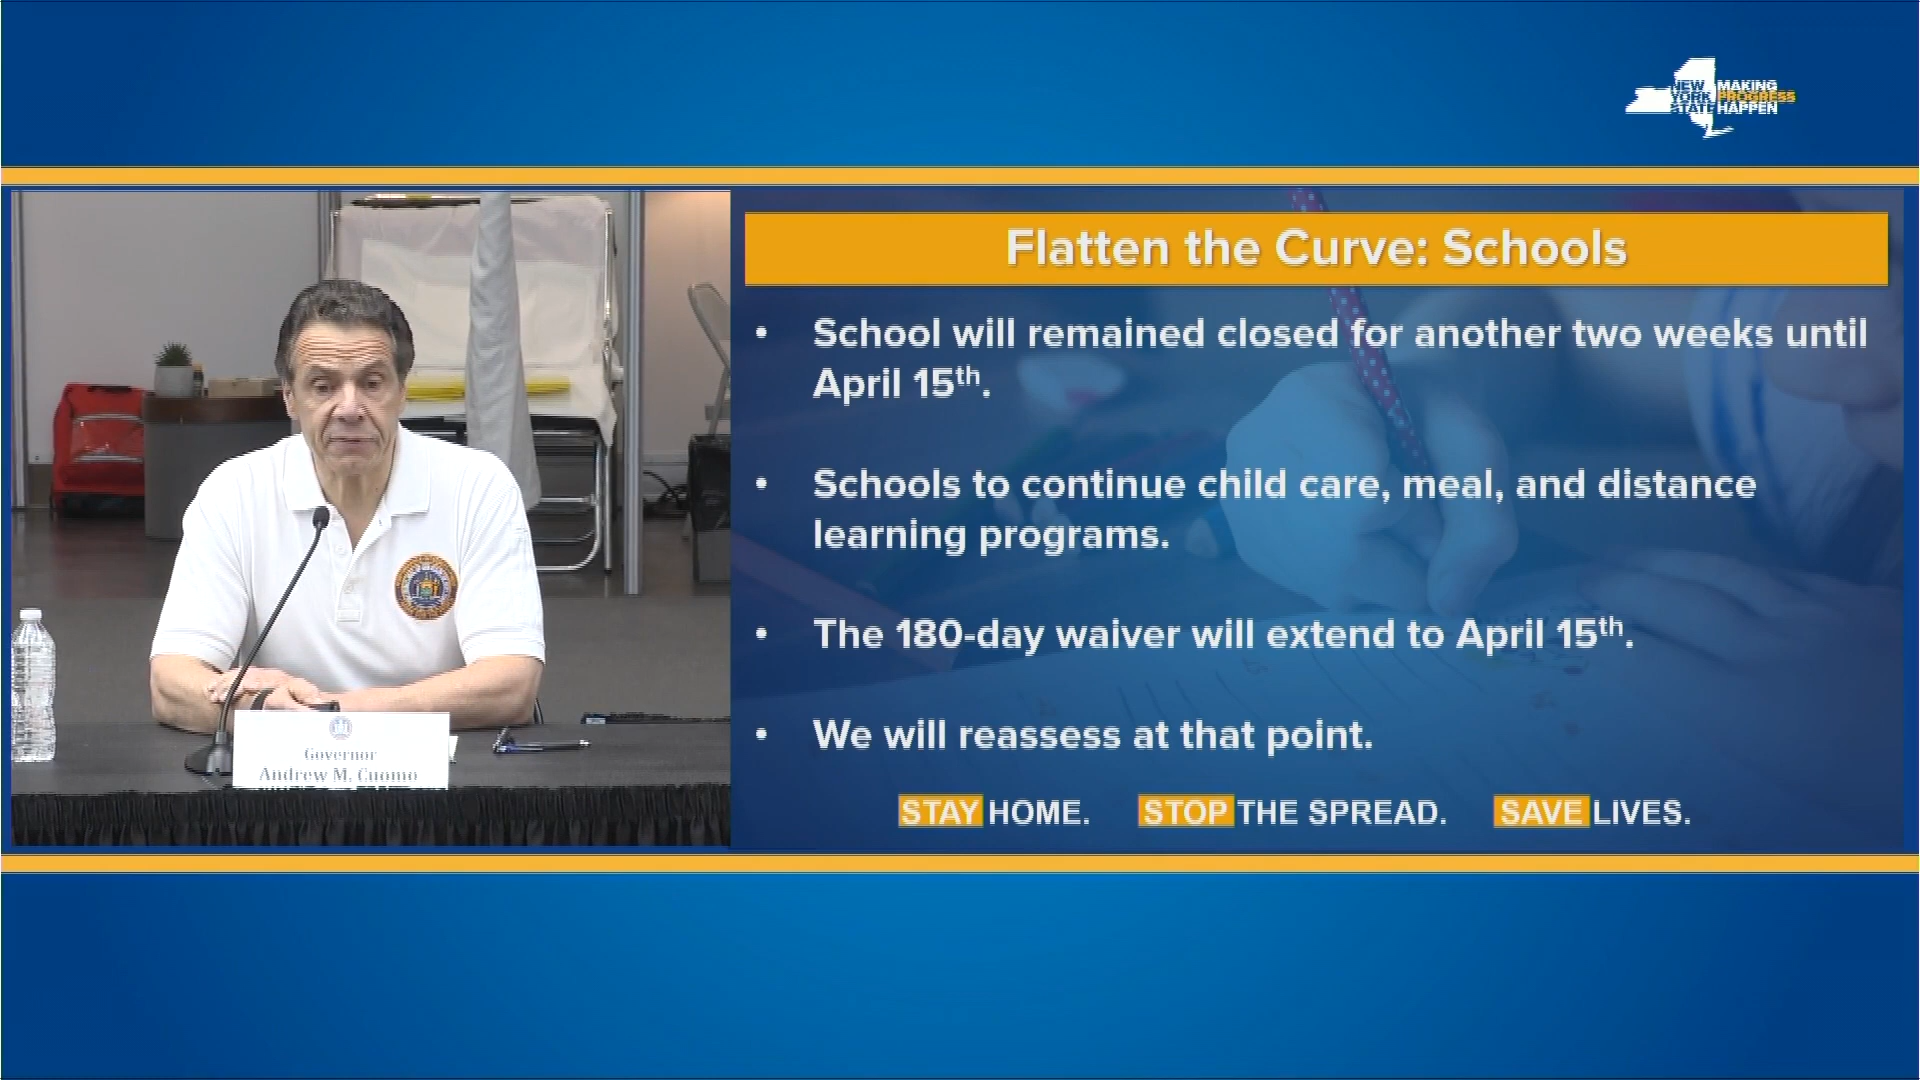 NEW YORK STATE
MAKING PROGRESS HAPPEN
Flatten the Curve: Schools
• School will remained closed for another two weeks until
April 15th.
• Schools to continue child care, meal, and distance
learning programs.
• The 180-day waiver will extend to April 15th.
• We will reassess at that point.
STAY HOME. STOP THE SPREAD. SAVE LIVES.
Governor
Andrew M. Cuomo